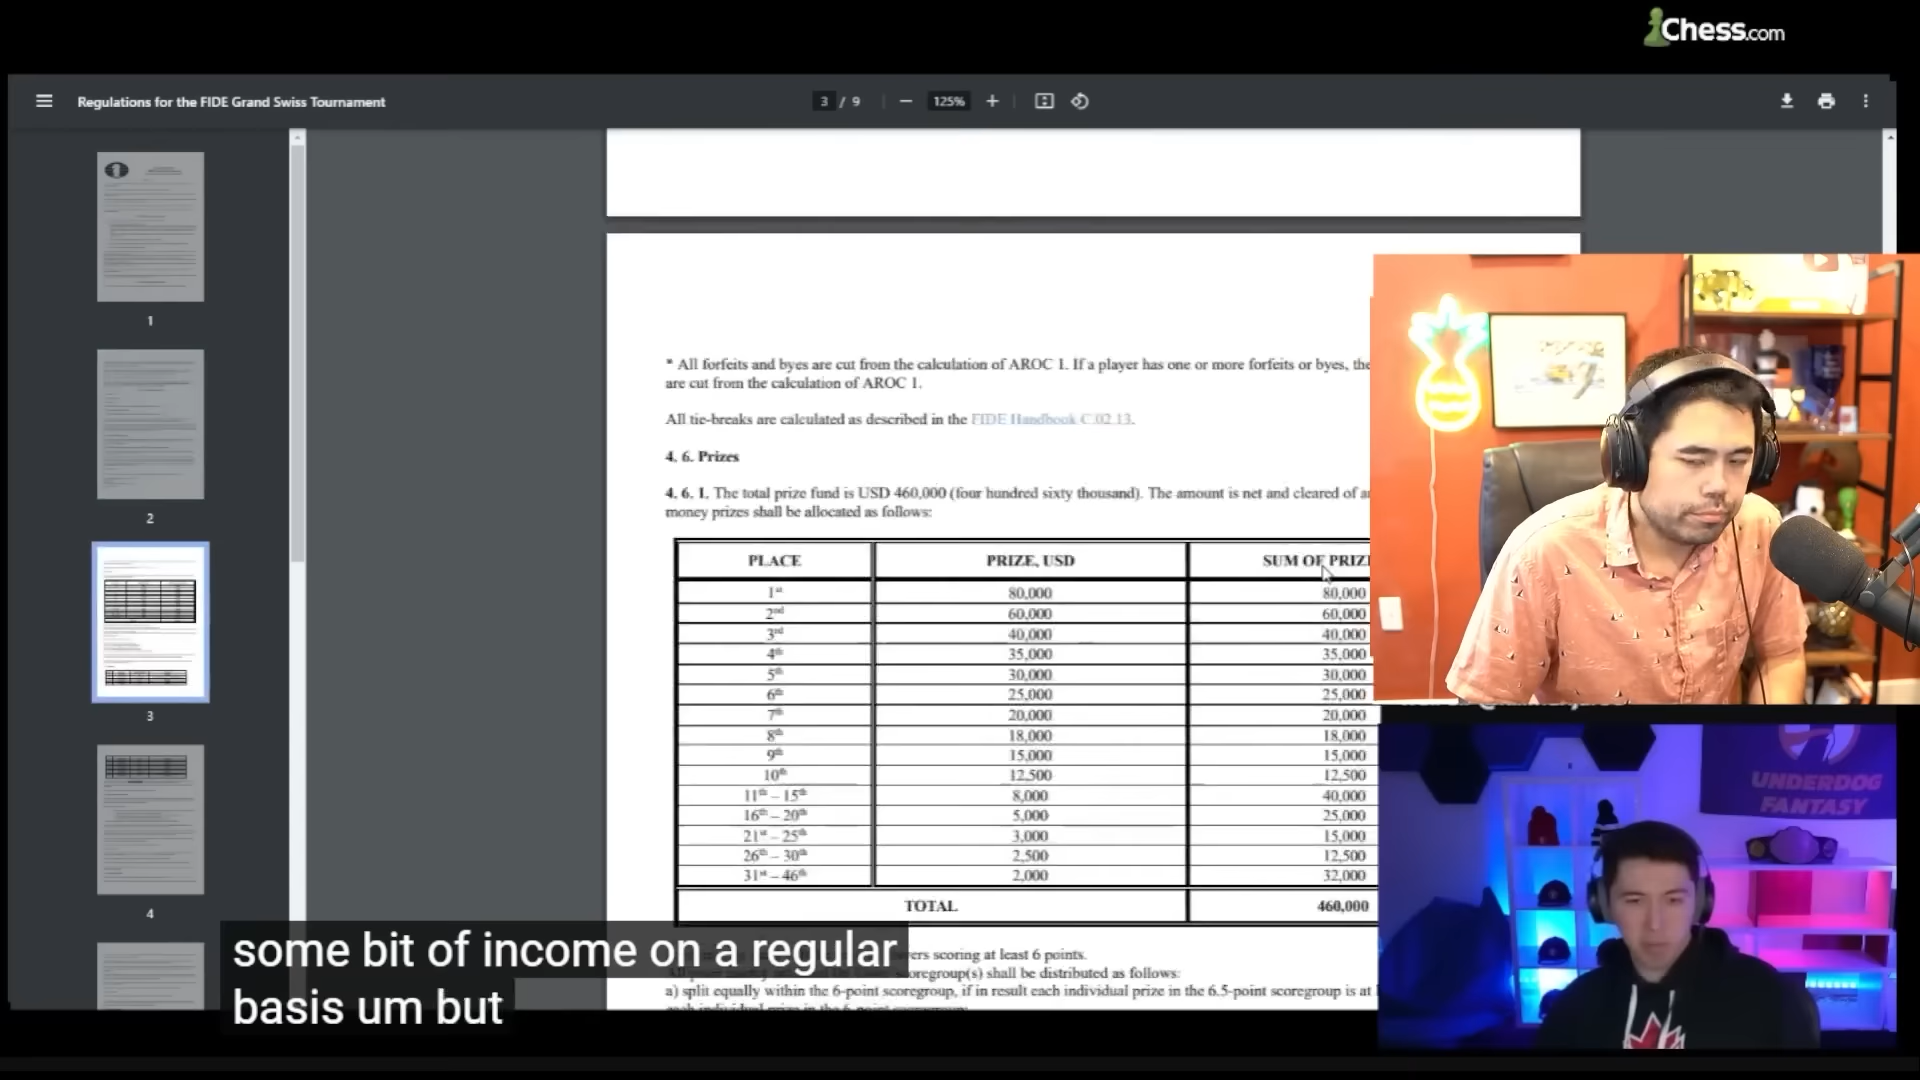 Chess.com
Regulations for the FIDE Grand Swiss Tournament
3 / 9
125%
1
2
3
4
* All forfeits and byes are cut from the calculation of AROC 1. If a player has one or more forfeits or byes, the
are cut from the calculation of AROC 1.
All tie-breaks are calculated as described in the FIDE Handbook C.02.13.
4. 6. Prizes
4. 6. 1. The total prize fund is USD 460,000 (four hundred sixty thousand). The amount is net and cleared of
money prizes shall be allocated as follows:
PLACE PRIZE, USD SUM OF
1st 80,000 80,000
2nd 60,000 60,000
3rd 40,000 40,000
4th 35,000 35,000
5th 30,000 30,000
6th 25,000 25,000
7th 20,000 20,000
8th 18,000 18,000
9th 15,000 15,000
10th 12,500 12,500
11th – 15th 8,000 40,000
16th – 20th 5,000 25,000
21st – 25th 3,000 15,000
26th – 30th 2,500 12,500
31st – 46th 2,000 32,000
TOTAL 460,000
scoring at least 6 points.
shall be distributed as follows:
a) split equally within the 6-point scoregroup, if in result each individual prize in the 6.5-point scoregroup is at
UNDERDOG
FANTASY
some bit of income on a regular
basis um but